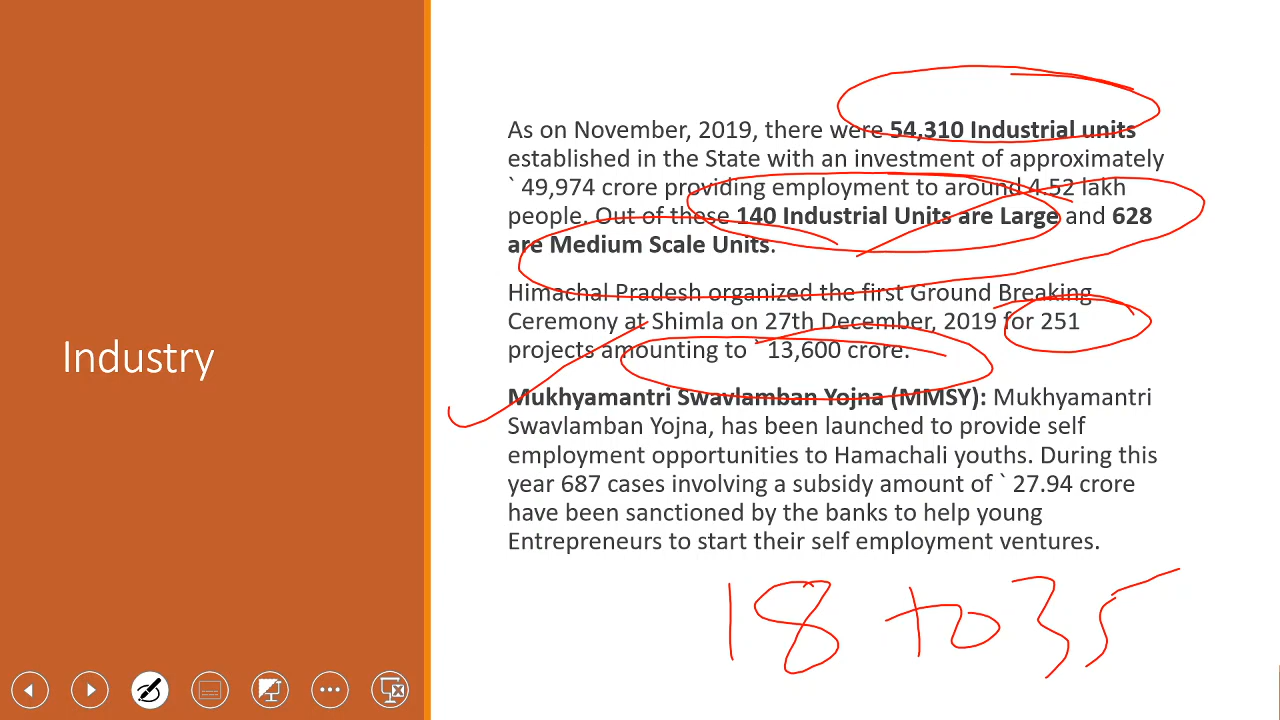 Industry
As on November, 2019, there were 54,310 Industrial units
established in the State with an investment of approximately
` 49,974 crore providing employment to around 4.52 lakh
people. Out of these 140 Industrial Units are Large and 628
are Medium Scale Units.
Himachal Pradesh organized the first Ground Breaking
Ceremony at Shimla on 27th December, 2019 for 251
projects amounting to ` 13,600 crore.
Mukhyamantri Swavlamban Yojna (MMSY): Mukhyamantri
Swavlamban Yojna, has been launched to provide self
employment opportunities to Hamachali youths. During this
year 687 cases involving a subsidy amount of ` 27.94 crore
have been sanctioned by the banks to help young
Entrepreneurs to start their self employment ventures.
18 to 35